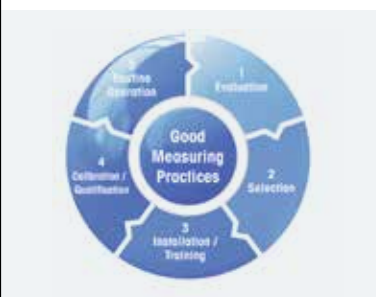 Good
Measuring
Practices
1
Evaluation
2
Selection
3
Installation /
Training
4
Calibration /
Qualification
5
Routine
Operation